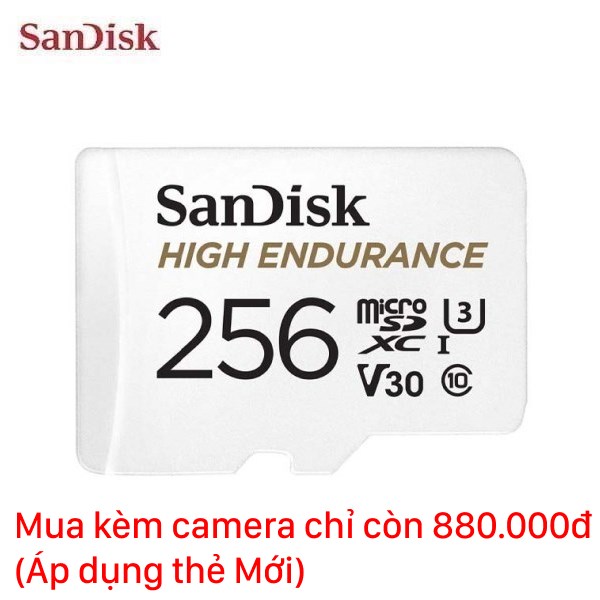 SanDisk
SanDisk
HIGH ENDURANCE
256
micro SD XC I
U3
V30
10
Mua kèm camera chỉ còn 880.000đ
(Áp dụng thẻ Mới)